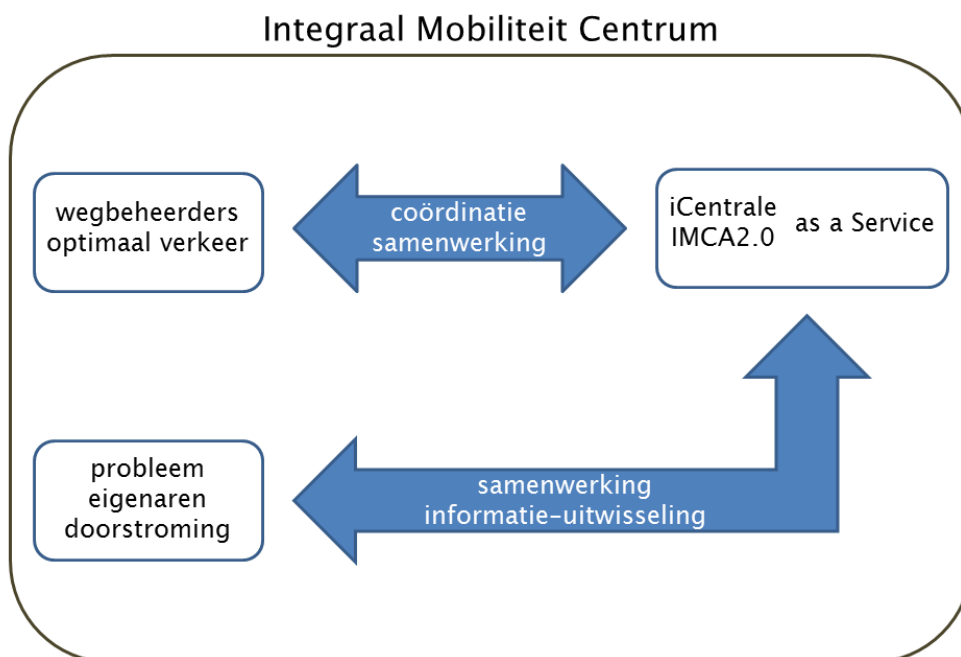 Integraal Mobiliteit Centrum
wegbeheerders
optimaal verkeer
coördinatie
samenwerking
iCentrale
IMCA2.0
as a Service
probleem
eigenaren
doorstroming
samenwerking
informatie-uitwisseling